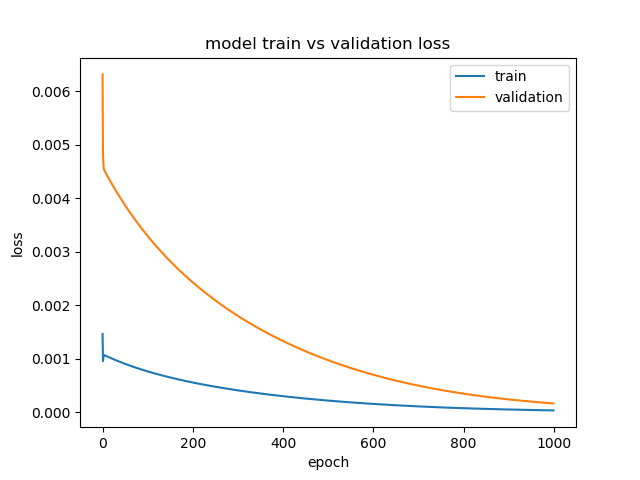 model train vs validation loss
train
validation
0.006
0.005
0.004
0.003
0.002
0.001
0.000
loss
0 200 400 600 800 1000
epoch